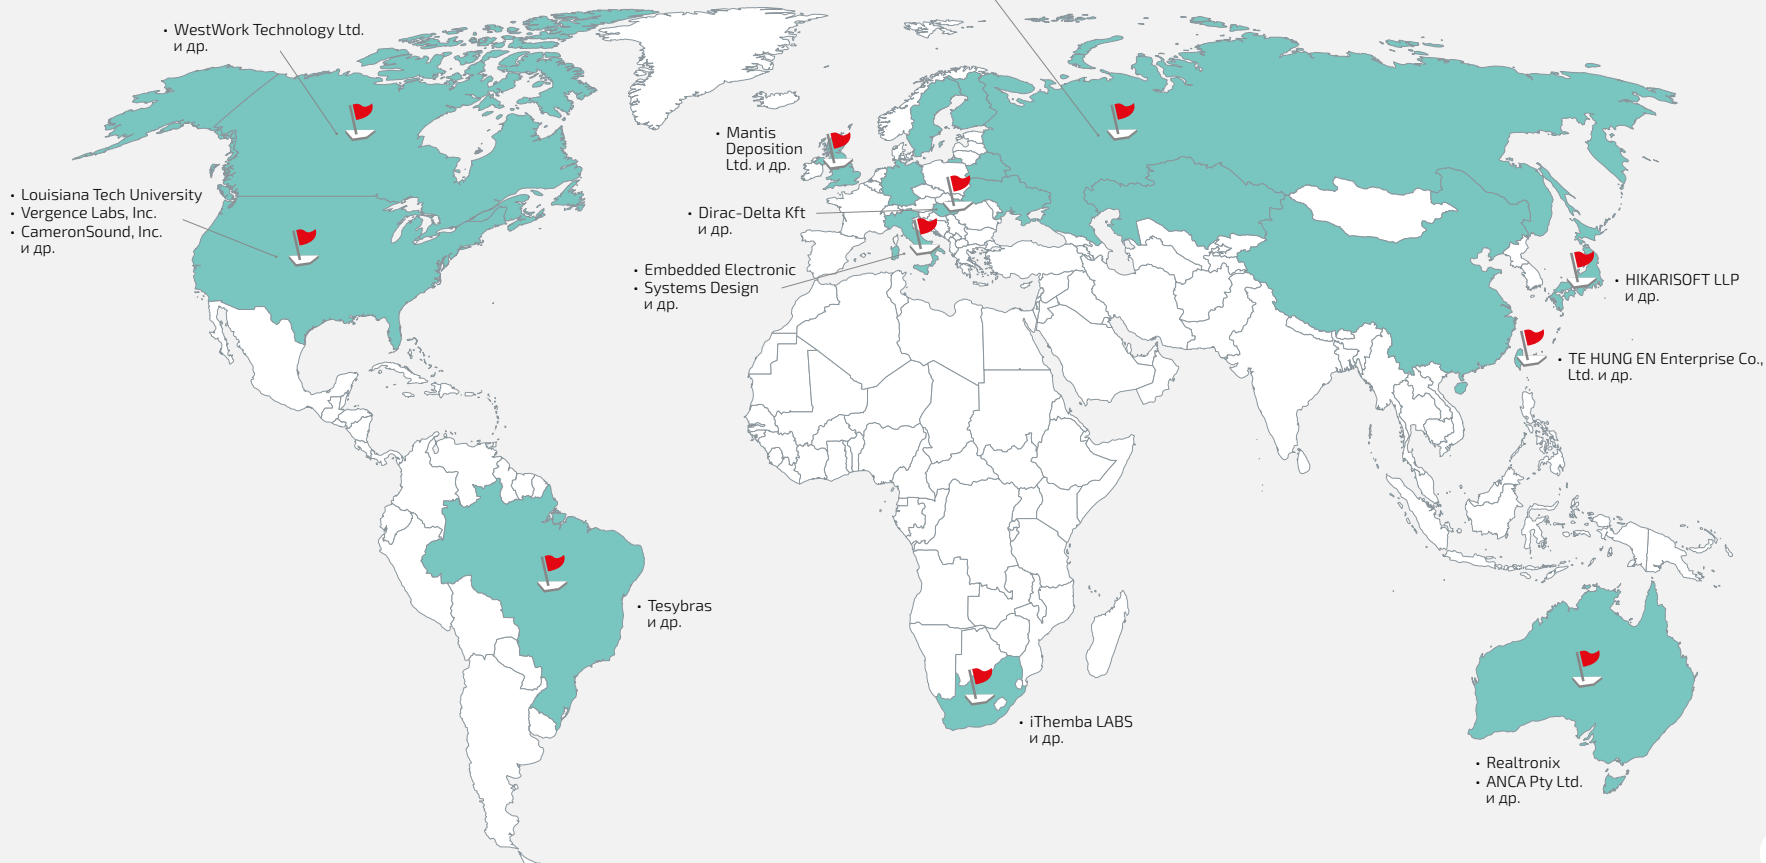 • WestWork Technology Ltd.
и др.
• Louisiana Tech University
• Vergence Labs, Inc.
• CameronSound, Inc.
и др.
• Mantis
Deposition
Ltd. и др.
• Dirac-Delta Kft
и др.
• Embedded Electronic
• Systems Design
и др.
• HIKARISOFT LLP
и др.
• TE HUNG EN Enterprise Co.,
Ltd. и др.
• Tesybras
и др.
• iThemba LABS
и др.
• Realtronix
• ANCA Pty Ltd.
и др.